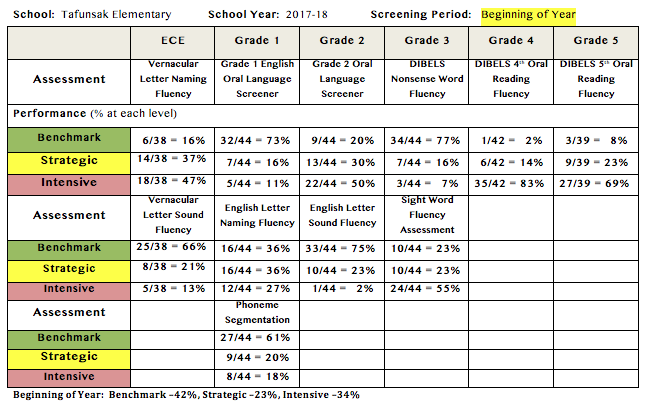 School: Tafunsak Elementary School Year: 2017-18 Screening Period: Beginning of Year
ECE Grade 1 Grade 2 Grade 3 Grade 4 Grade 5
Assessment Vernacular Letter Naming Fluency Grade 1 English Oral Language Screener Grade 2 Oral Language Screener DIBELS Nonsense Word Fluency DIBELS 4th Oral Reading Fluency DIBELS 5th Oral Reading Fluency
Performance (% at each level)
Benchmark 6/38 = 16% 32/44 = 73% 9/44 = 20% 34/44 = 77% 1/42 = 2% 3/39 = 8%
Strategic 14/38 = 37% 7/44 = 16% 13/44 = 30% 7/44 = 16% 6/42 = 14% 9/39 = 23%
Intensive 18/38 = 47% 5/44 = 11% 22/44 = 50% 3/44 = 7% 35/42 = 83% 27/39 = 69%
Assessment Vernacular Letter Sound Fluency English Letter Naming Fluency English Letter Sound Fluency Sight Word Fluency Assessment
Benchmark 25/38 = 66% 16/44 = 36% 33/44 = 75% 10/44 = 23%
Strategic 8/38 = 21% 16/44 = 36% 10/44 = 23% 10/44 = 23%
Intensive 5/38 = 13% 12/44 = 27% 1/44 = 2% 24/44 = 55%
Assessment Phoneme Segmentation
Benchmark 27/44 = 61%
Strategic 9/44 = 20%
Intensive 8/44 = 18%
Beginning of Year: Benchmark –42%, Strategic –23%, Intensive –34%